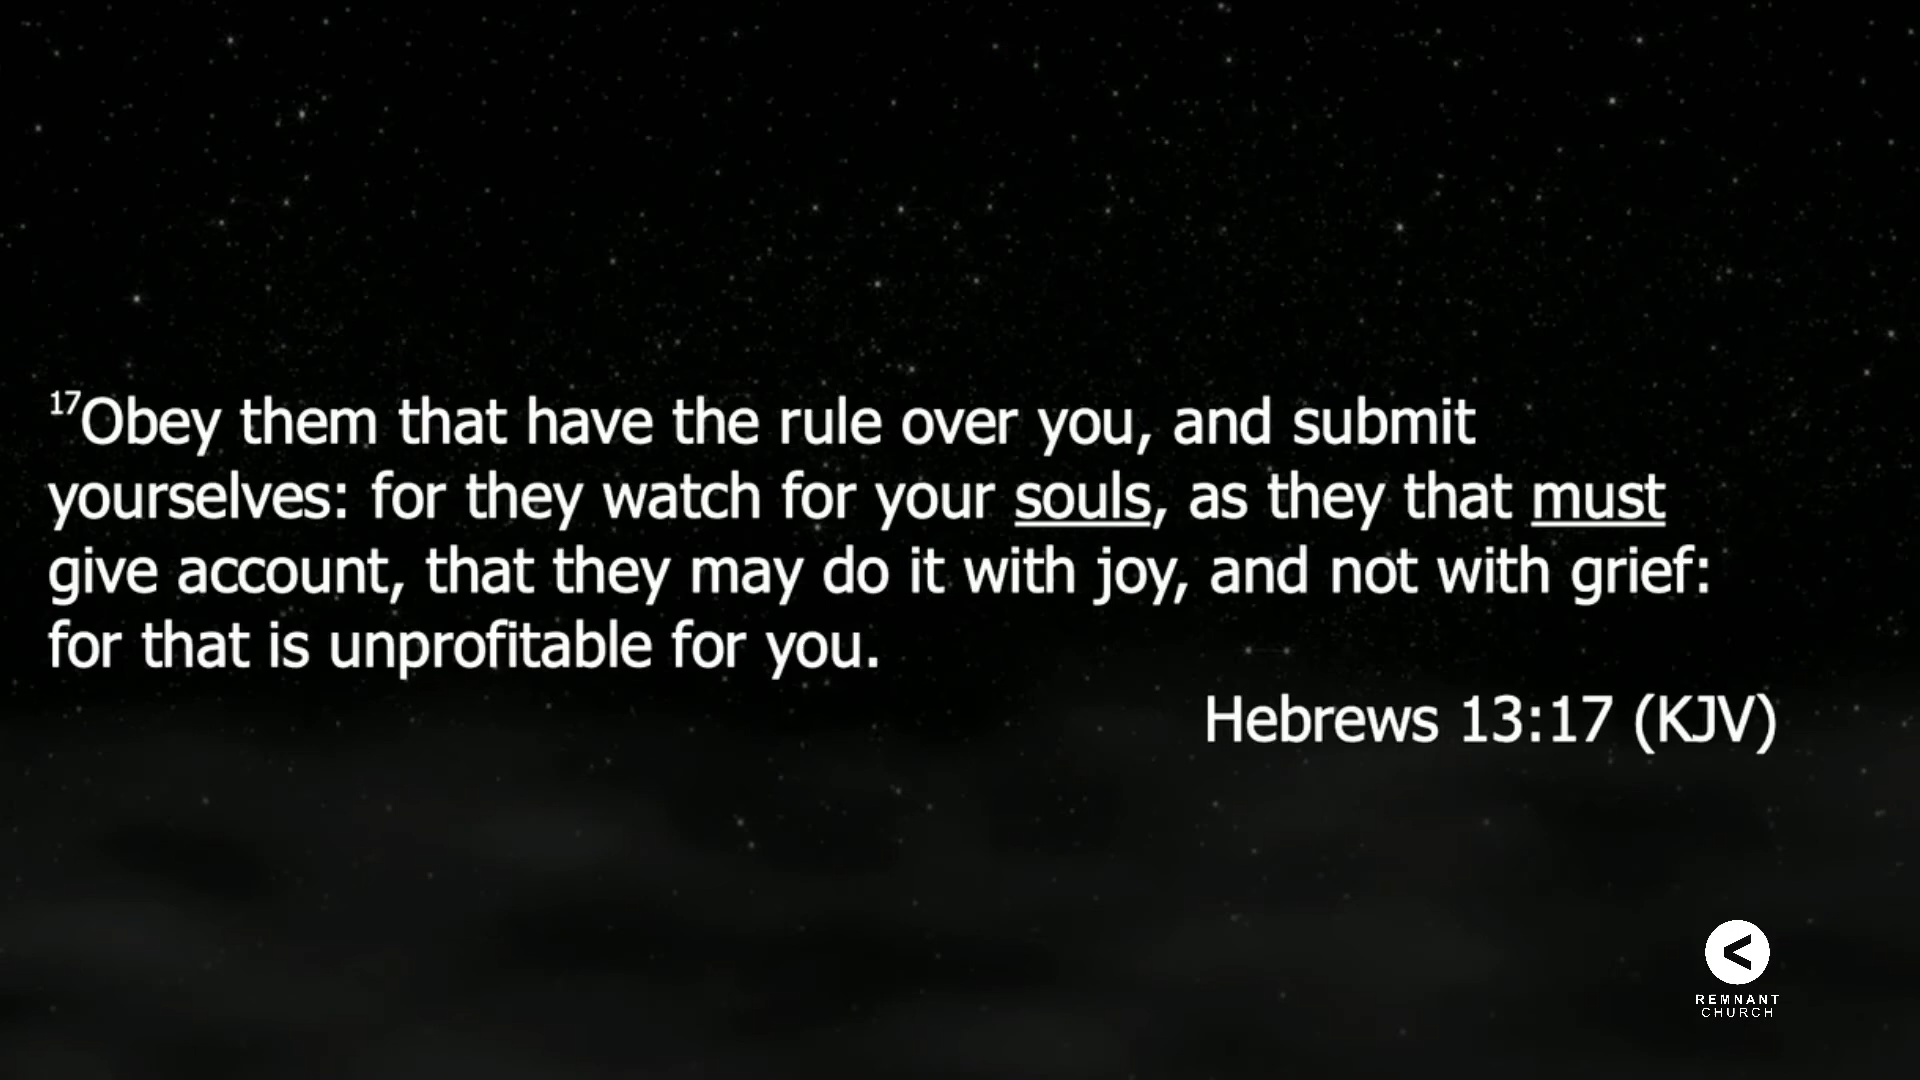 17Obey them that have the rule over you, and submit
yourselves: for they watch for your souls, as they that must
give account, that they may do it with joy, and not with grief:
for that is unprofitable for you.
Hebrews 13:17 (KJV)
<
REMNANT
CHURCH